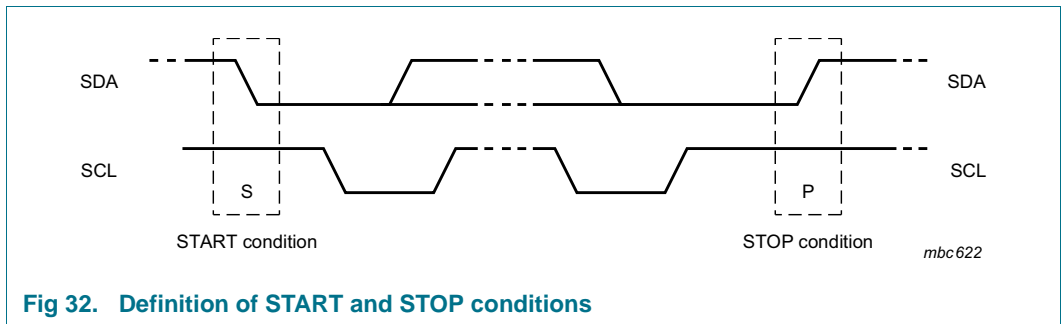 SDA
SDA
SCL
SCL
S
P
START condition
STOP condition
mbc622
Fig 32. Definition of START and STOP conditions